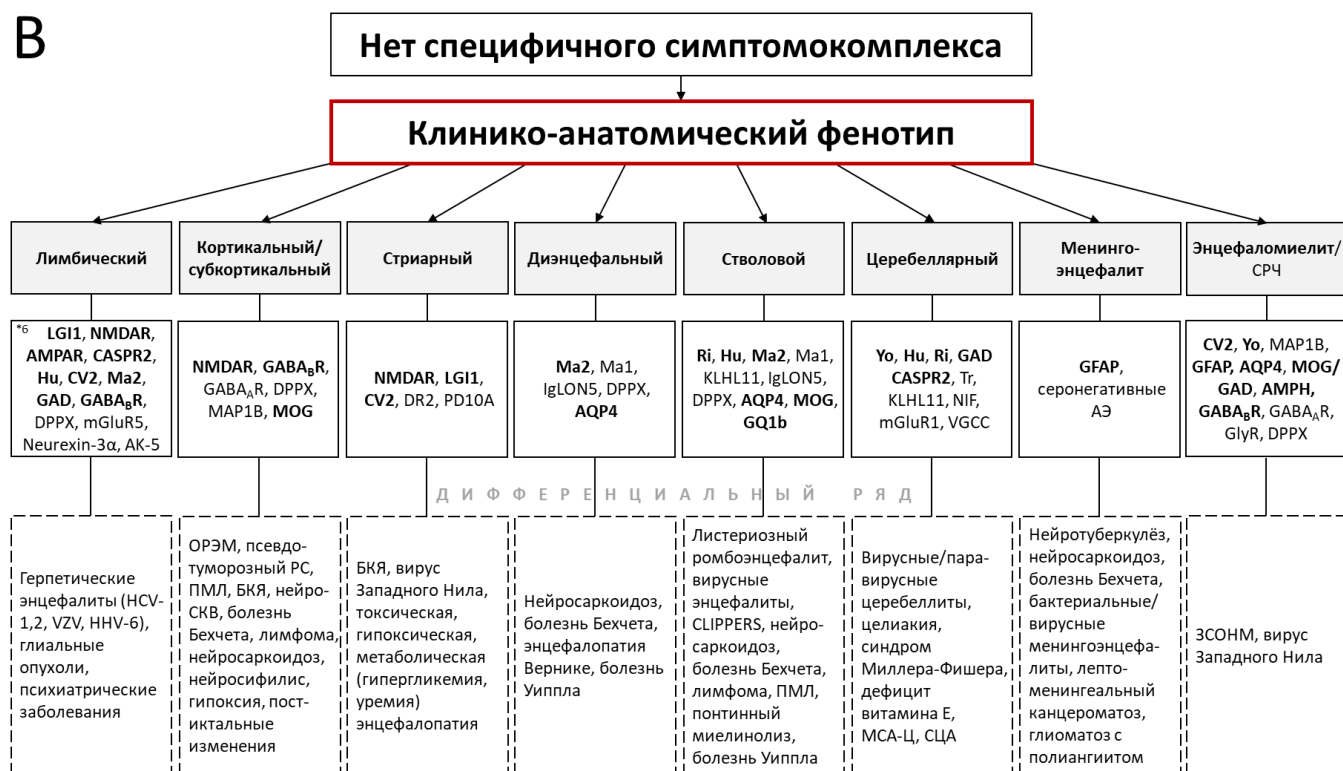 В
Нет специфичного симптомокомплекса
Клинико-анатомический фенотип
Лимбический
Кортикальный/
субкортикальный
Стриарный
Диэнцефальный
Стволовой
Церебеллярный
Менинго-
энцефалит
Энцефаломиелит/
СРЧ
*6 LGI1, NMDAR,
AMPAR, CASPR2,
Hu, CV2, Ma2,
GAD, GABABR,
DPPX, mGluR5,
Neurexin-3α, AK-5
NMDAR, GABABR,
GABAAR, DPPX,
MAP1B, MOG
NMDAR, LGI1,
CV2, DR2, PD10A
Ma2, Ma1,
IgLON5, DPPX,
AQP4
Ri, Hu, Ma2, Ma1,
KLHL11, IgLON5,
DPPX, AQP4, MOG,
GQ1b
Yo, Hu, Ri, GAD
CASPR2, Tr,
KLHL11, NIF,
mGluR1, VGCC
GFAP,
серонегативные
АЭ
CV2, Yo, MAP1B,
GFAP, AQP4, MOG/
GAD, AMPH,
GABABR, GABAAR,
GlyR, DPPX
ДИФФЕРЕНЦИАЛЬНЫЙ РЯД
Герпетические
энцефалиты (HCV-
1,2, VZV, HHV-6),
глиальные
опухоли,
психиатрические
заболевания
ОРЭМ, псевдо-
туморозный РС,
ПМЛ, БКЯ, нейро-
СКВ, болезнь
Бехчета, лимфома,
нейросаркоидоз,
нейросифилис,
гипоксия, пост-
иктальные
изменения
БКЯ, вирус
Западного Нила,
токсическая,
гипоксическая,
метаболическая
(гипергликемия,
уремия)
энцефалопатия
Нейросаркоидоз,
болезнь Бехчета,
энцефалопатия
Вернике, болезнь
Уиппла
Листериозный
ромбоэнцефалит,
вирусные
энцефалиты,
CLIPPERS, нейро-
саркоидоз,
болезнь Бехчета,
лимфома, ПМЛ,
понтинный
миелинолиз,
болезнь Уиппла
Вирусные/пара-
вирусные
церебеллиты,
целиакия,
синдром
Миллера-Фишера,
дефицит
витамина Е,
МСА-Ц, СЦА
Нейротуберкулёз,
нейросаркоидоз,
болезнь Бехчета,
бактериальные/
вирусные
менингоэнцефа-
литы, лепто-
менингеальный
канцероматоз,
глиоматоз с
полиангиитом
ЗСОНМ, вирус
Западного Нила